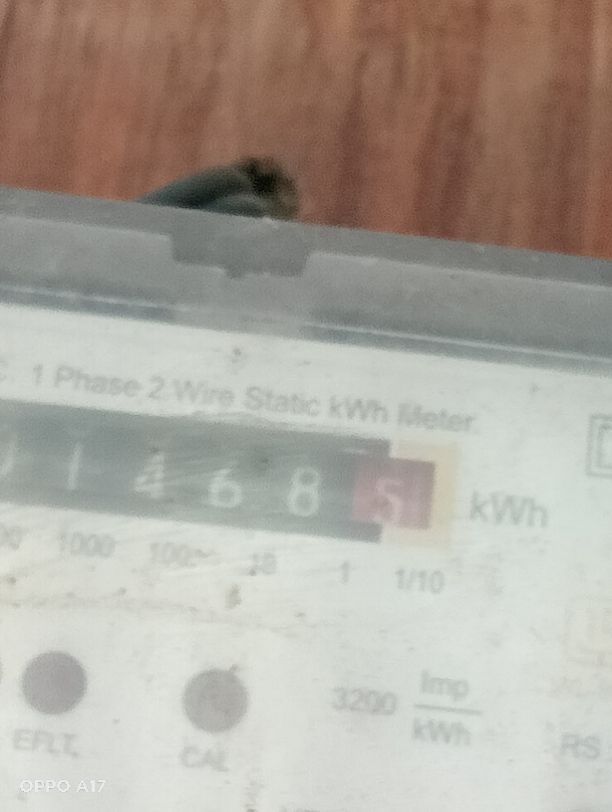 1 Phase 2 Wire Static kWh Meter.
1 4 6 8 5 kWh
1000 100 10 1 1/10
3200 Imp
kWh
EFLT. CAL RS
OPPO A17